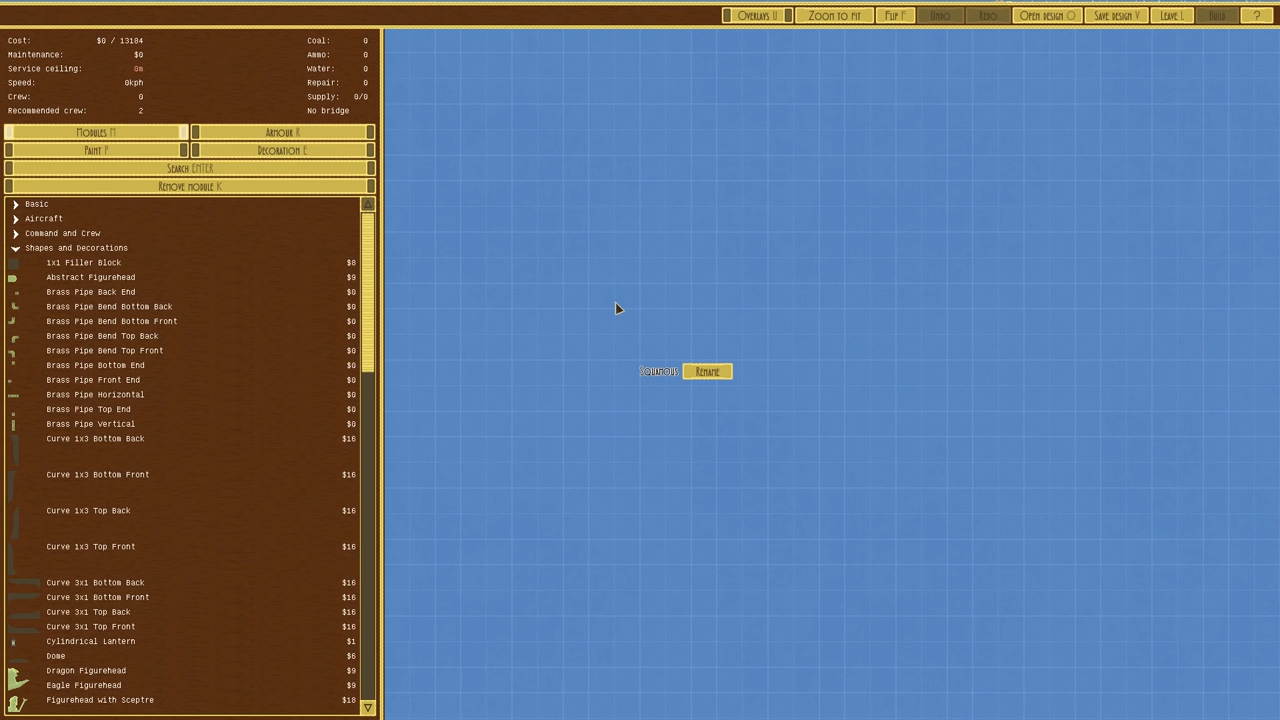 Overlays U Zoom to fit Flip F Undo Redo Open design O Save design V Leave L Build ?
Cost: $0 / 13184 Coal: 0
Maintenance: $0 Ammo: 0
Service ceiling: 0m Water: 0
Speed: 0kph Repair: 0
Crew: 0 Supply: 0/0
Recommended crew: 2 No bridge
Modules M Armour R
Paint P Decoration E
Search ENTER
Remove module K
Basic
Aircraft
Command and Crew
Shapes and Decorations
1x1 Filler Block $8
Abstract Figurehead $9
Brass Pipe Back End $0
Brass Pipe Bend Bottom Back $0
Brass Pipe Bend Bottom Front $0
Brass Pipe Bend Top Back $0
Brass Pipe Bend Top Front $0
Brass Pipe Bottom End $0
Brass Pipe Front End $0
Brass Pipe Horizontal $0
Brass Pipe Top End $0
Brass Pipe Vertical $0
Curve 1x3 Bottom Back $16
Curve 1x3 Bottom Front $16
Curve 1x3 Top Back $16
Curve 1x3 Top Front $16
Curve 3x1 Bottom Back $16
Curve 3x1 Bottom Front $16
Curve 3x1 Top Back $16
Curve 3x1 Top Front $16
Cylindrical Lantern $1
Dome $6
Dragon Figurehead $9
Eagle Figurehead $9
Figurehead with Sceptre $18
Squamous Rename